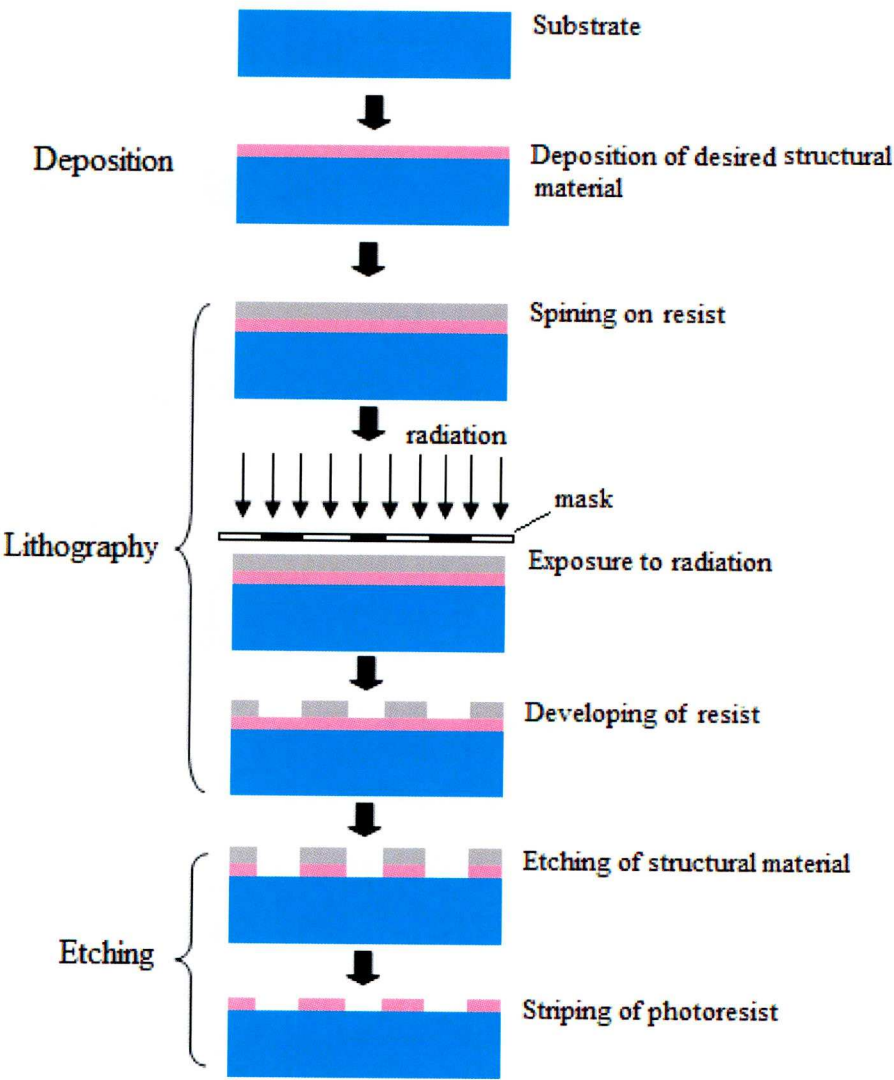 Substrate
Deposition
Deposition of desired structural
material
Spining on resist
radiation
mask
Lithography
Exposure to radiation
Developing of resist
Etching of structural material
Etching
Striping of photoresist